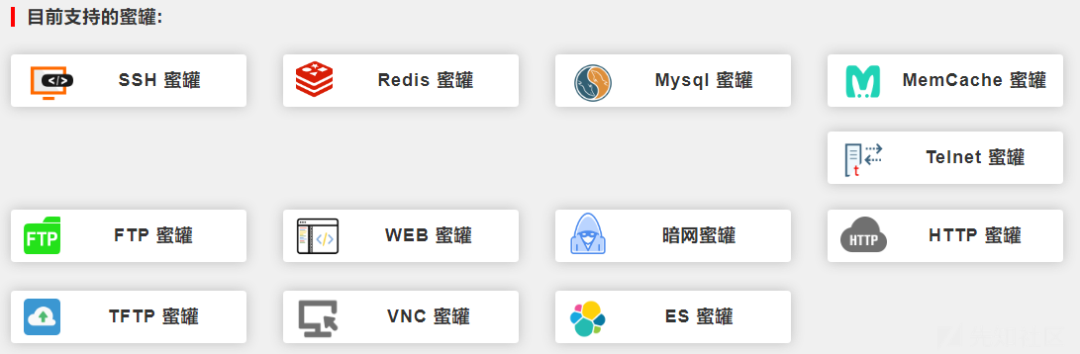 目前支持的蜜罐:
SSH 蜜罐
Redis 蜜罐
Mysql 蜜罐
MemCache 蜜罐
t
Telnet 蜜罐
FTP
FTP 蜜罐
WEB 蜜罐
暗网蜜罐
HTTP
HTTP 蜜罐
TFTP 蜜罐
VNC 蜜罐
ES 蜜罐